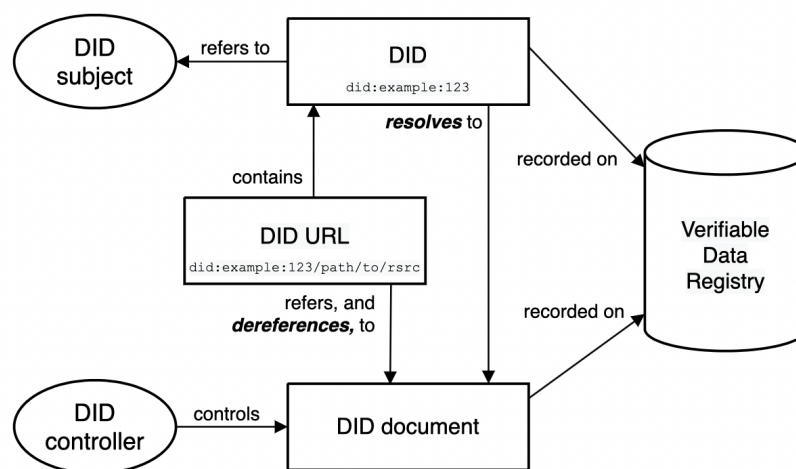 DID
subject
refers to
DID
did:example:123
resolves to
recorded on
contains
DID URL
did:example:123/path/to/rsrc
Verifiable
Data
Registry
refers, and
dereferences, to
recorded on
DID
controller
controls
DID document